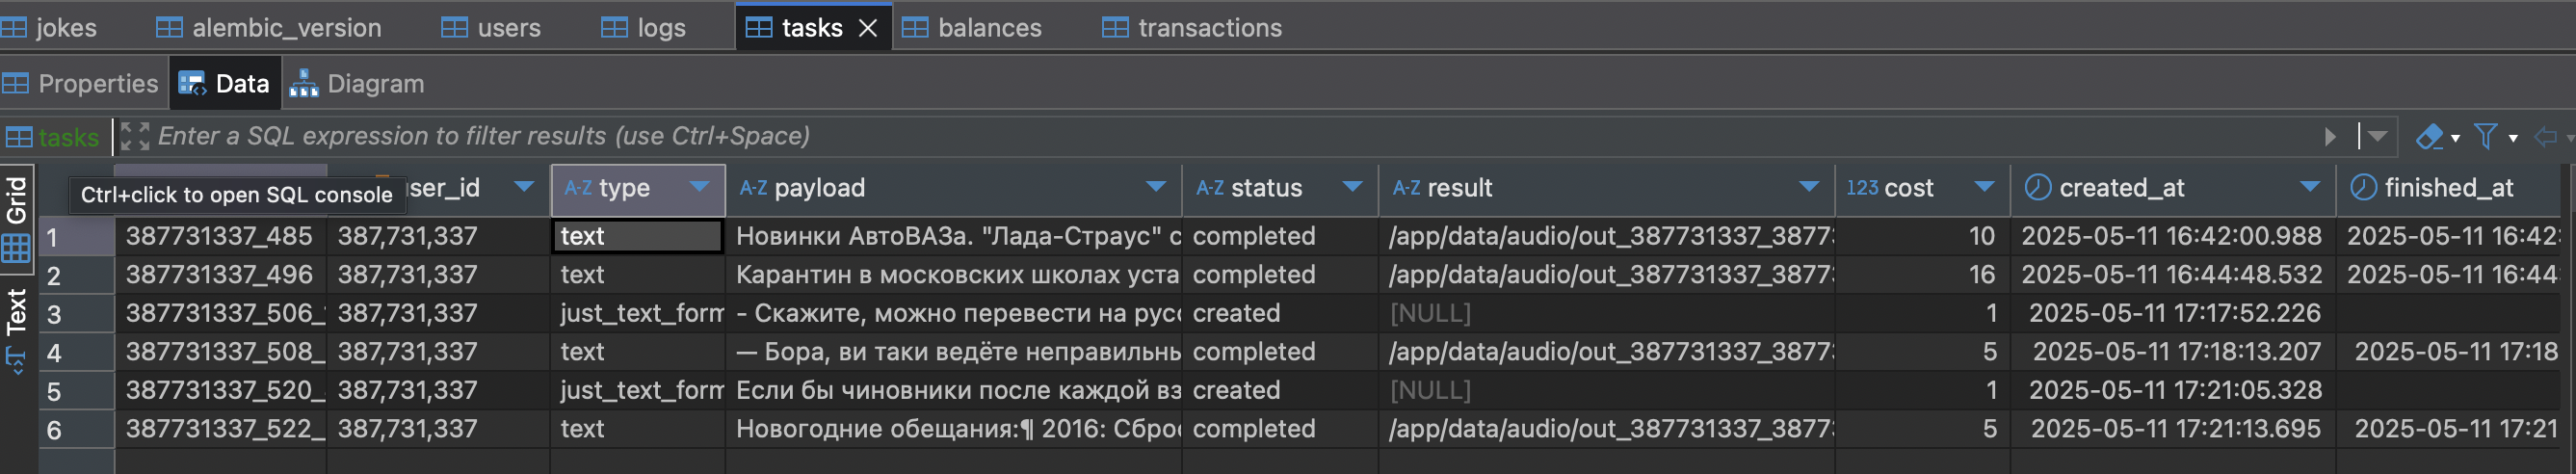 jokes alembic_version users logs tasks balances transactions
Properties Data Diagram
tasks Enter a SQL expression to filter results (use Ctrl+Space)
Grid
Text
Ctrl+click to open SQL console
user_id A-Z type A-Z payload A-Z status A-Z result 123 cost created_at finished_at
1 387731337_485 387,731,337 text Новинки АвтоВАЗа. "Лада-Страус" с completed /app/data/audio/out_387731337_3877 10 2025-05-11 16:42:00.988 2025-05-11 16:42:
2 387731337_496 387,731,337 text Карантин в московских школах уста completed /app/data/audio/out_387731337_3877 16 2025-05-11 16:44:48.532 2025-05-11 16:44
3 387731337_506_ 387,731,337 just_text_form - Скажите, можно перевести на русс created [NULL] 1 2025-05-11 17:17:52.226
4 387731337_508_ 387,731,337 text — Бора, ви таки ведёте неправильны completed /app/data/audio/out_387731337_3877 5 2025-05-11 17:18:13.207 2025-05-11 17:18
5 387731337_520_ 387,731,337 just_text_form Если бы чиновники после каждой вз created [NULL] 1 2025-05-11 17:21:05.328
6 387731337_522_ 387,731,337 text Новогодние обещания:¶ 2016: Сброс completed /app/data/audio/out_387731337_3877 5 2025-05-11 17:21:13.695 2025-05-11 17:21